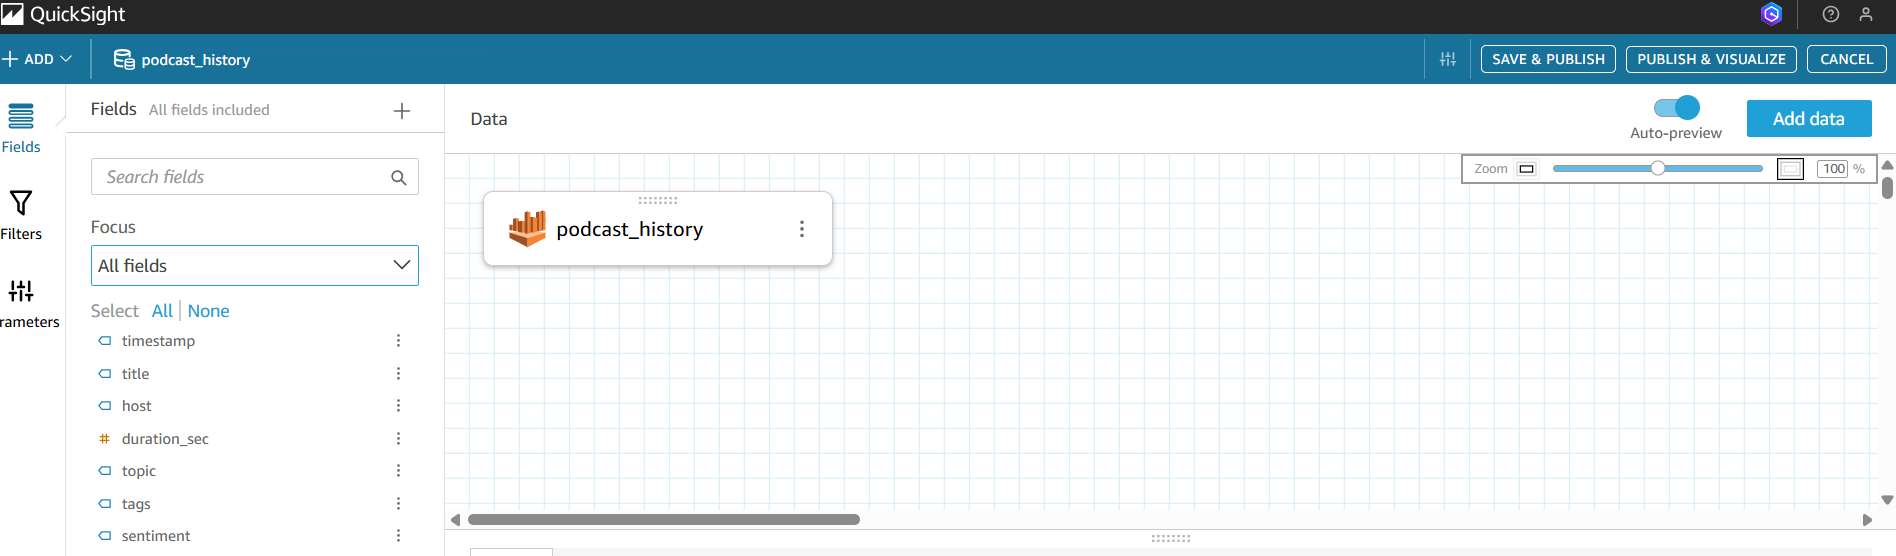 QuickSight
ADD
podcast_history
SAVE & PUBLISH
PUBLISH & VISUALIZE
CANCEL
Fields
Filters
rameters
Fields All fields included
Search fields
Focus
All fields
Select All None
timestamp
title
host
duration_sec
topic
tags
sentiment
Data
Auto-preview
Add data
Zoom 100 %
podcast_history